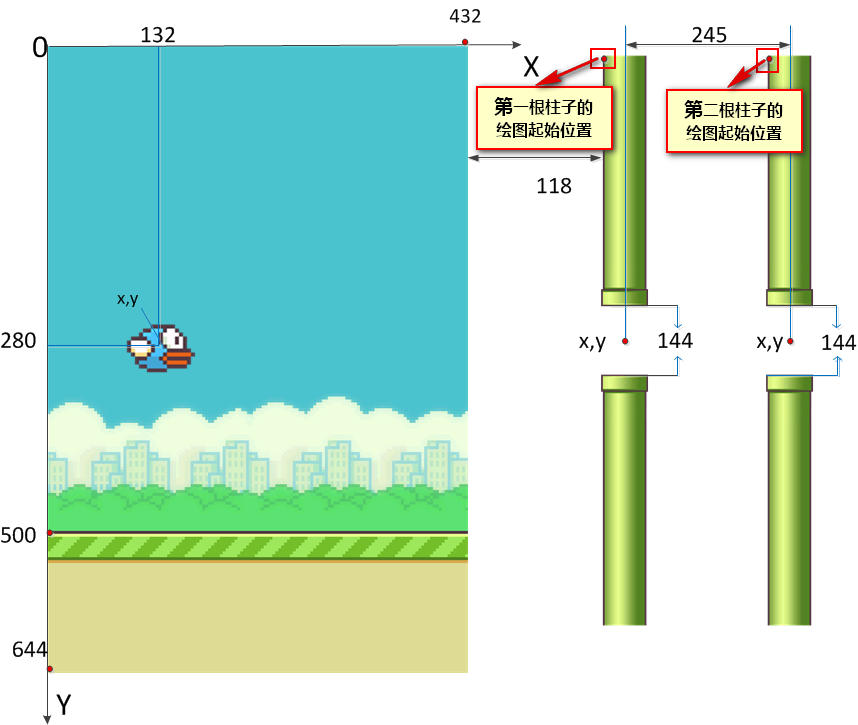 432
0
132
245
X
第一根柱子的
绘图起始位置
第二根柱子的
绘图起始位置
118
x,y
280
x,y
144
x,y
144
500
644
Y